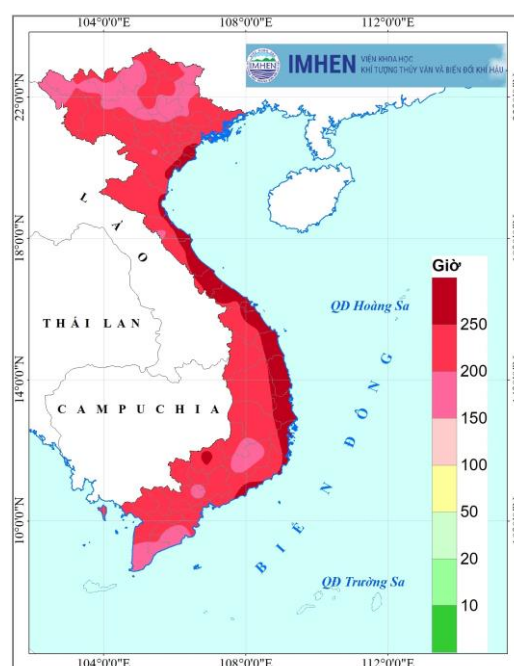 104°0'0"E 108°0'0"E 112°0'0"E
IMHEN VIỆN KHOA HỌC
KHÍ TƯỢNG THỦY VĂN VÀ BIẾN ĐỔI KHÍ HẬU
22°0'0"N
LÀO
18°0'0"N
Giờ
THÁI LAN
QĐ Hoàng Sa
250
200
14°0'0"N
CAMPUCHIA
150
100
BIỂN ĐÔNG
50
10°0'0"N
20
QĐ Trường Sa
10
104°0'0"E 108°0'0"E 112°0'0"E